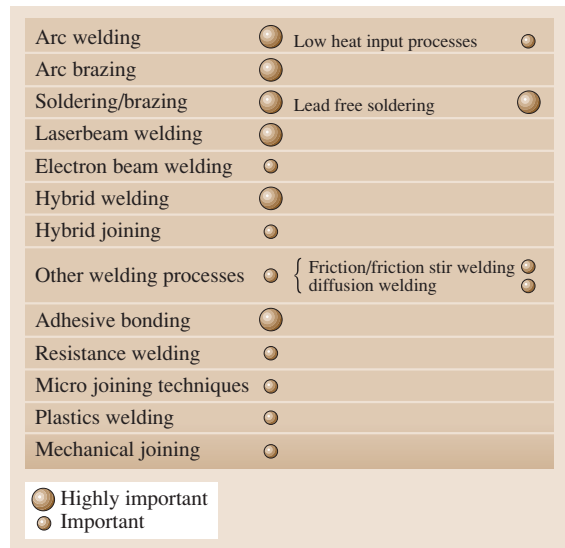 Arc welding Low heat input processes
Arc brazing
Soldering/brazing Lead free soldering
Laserbeam welding
Electron beam welding
Hybrid welding
Hybrid joining
Other welding processes { Friction/friction stir welding
diffusion welding
Adhesive bonding
Resistance welding
Micro joining techniques
Plastics welding
Mechanical joining
Highly important
Important